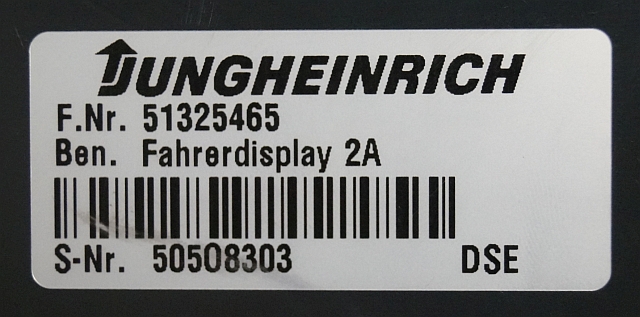 JUNGHEINRICH
F.Nr. 51325465
Ben. Fahrerdisplay 2A
S-Nr. 50508303 DSE